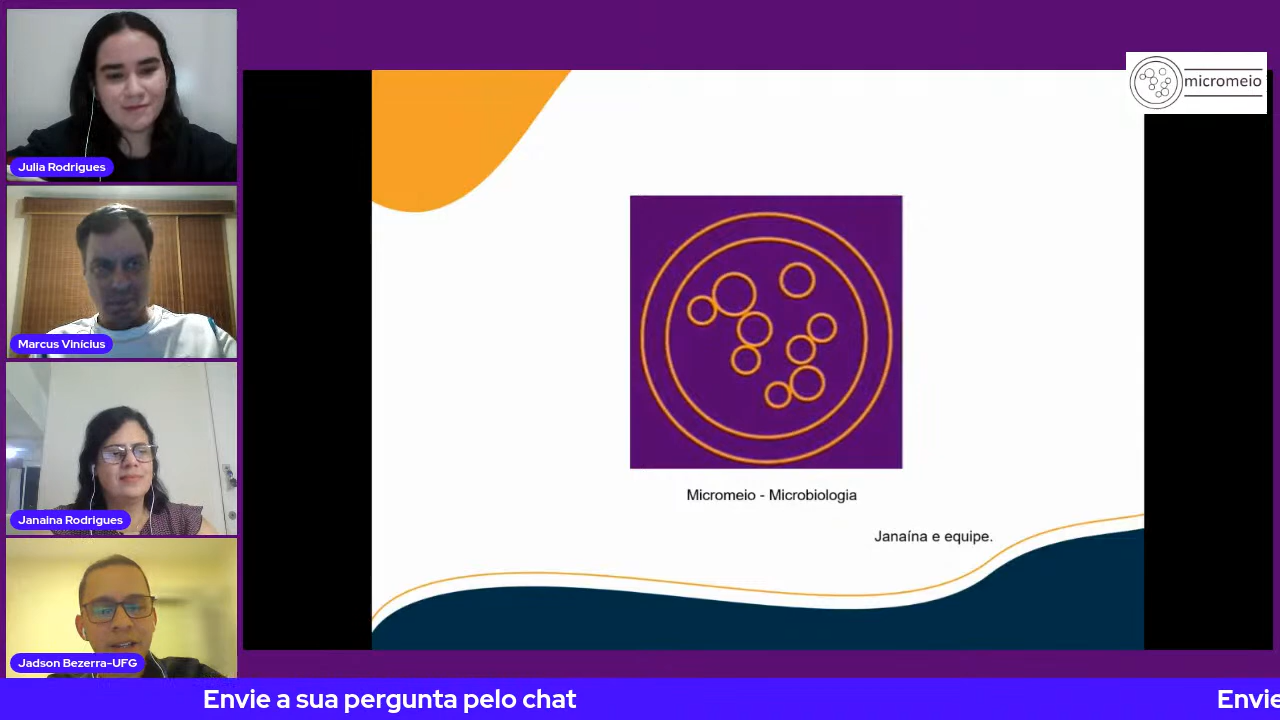 Julia Rodrigues
Marcus Vinícius
Janaina Rodrigues
Jadson Bezerra-UFG
micromeio
Micromeio - Microbiologia
Janaína e equipe.
Envie a sua pergunta pelo chat
Envie